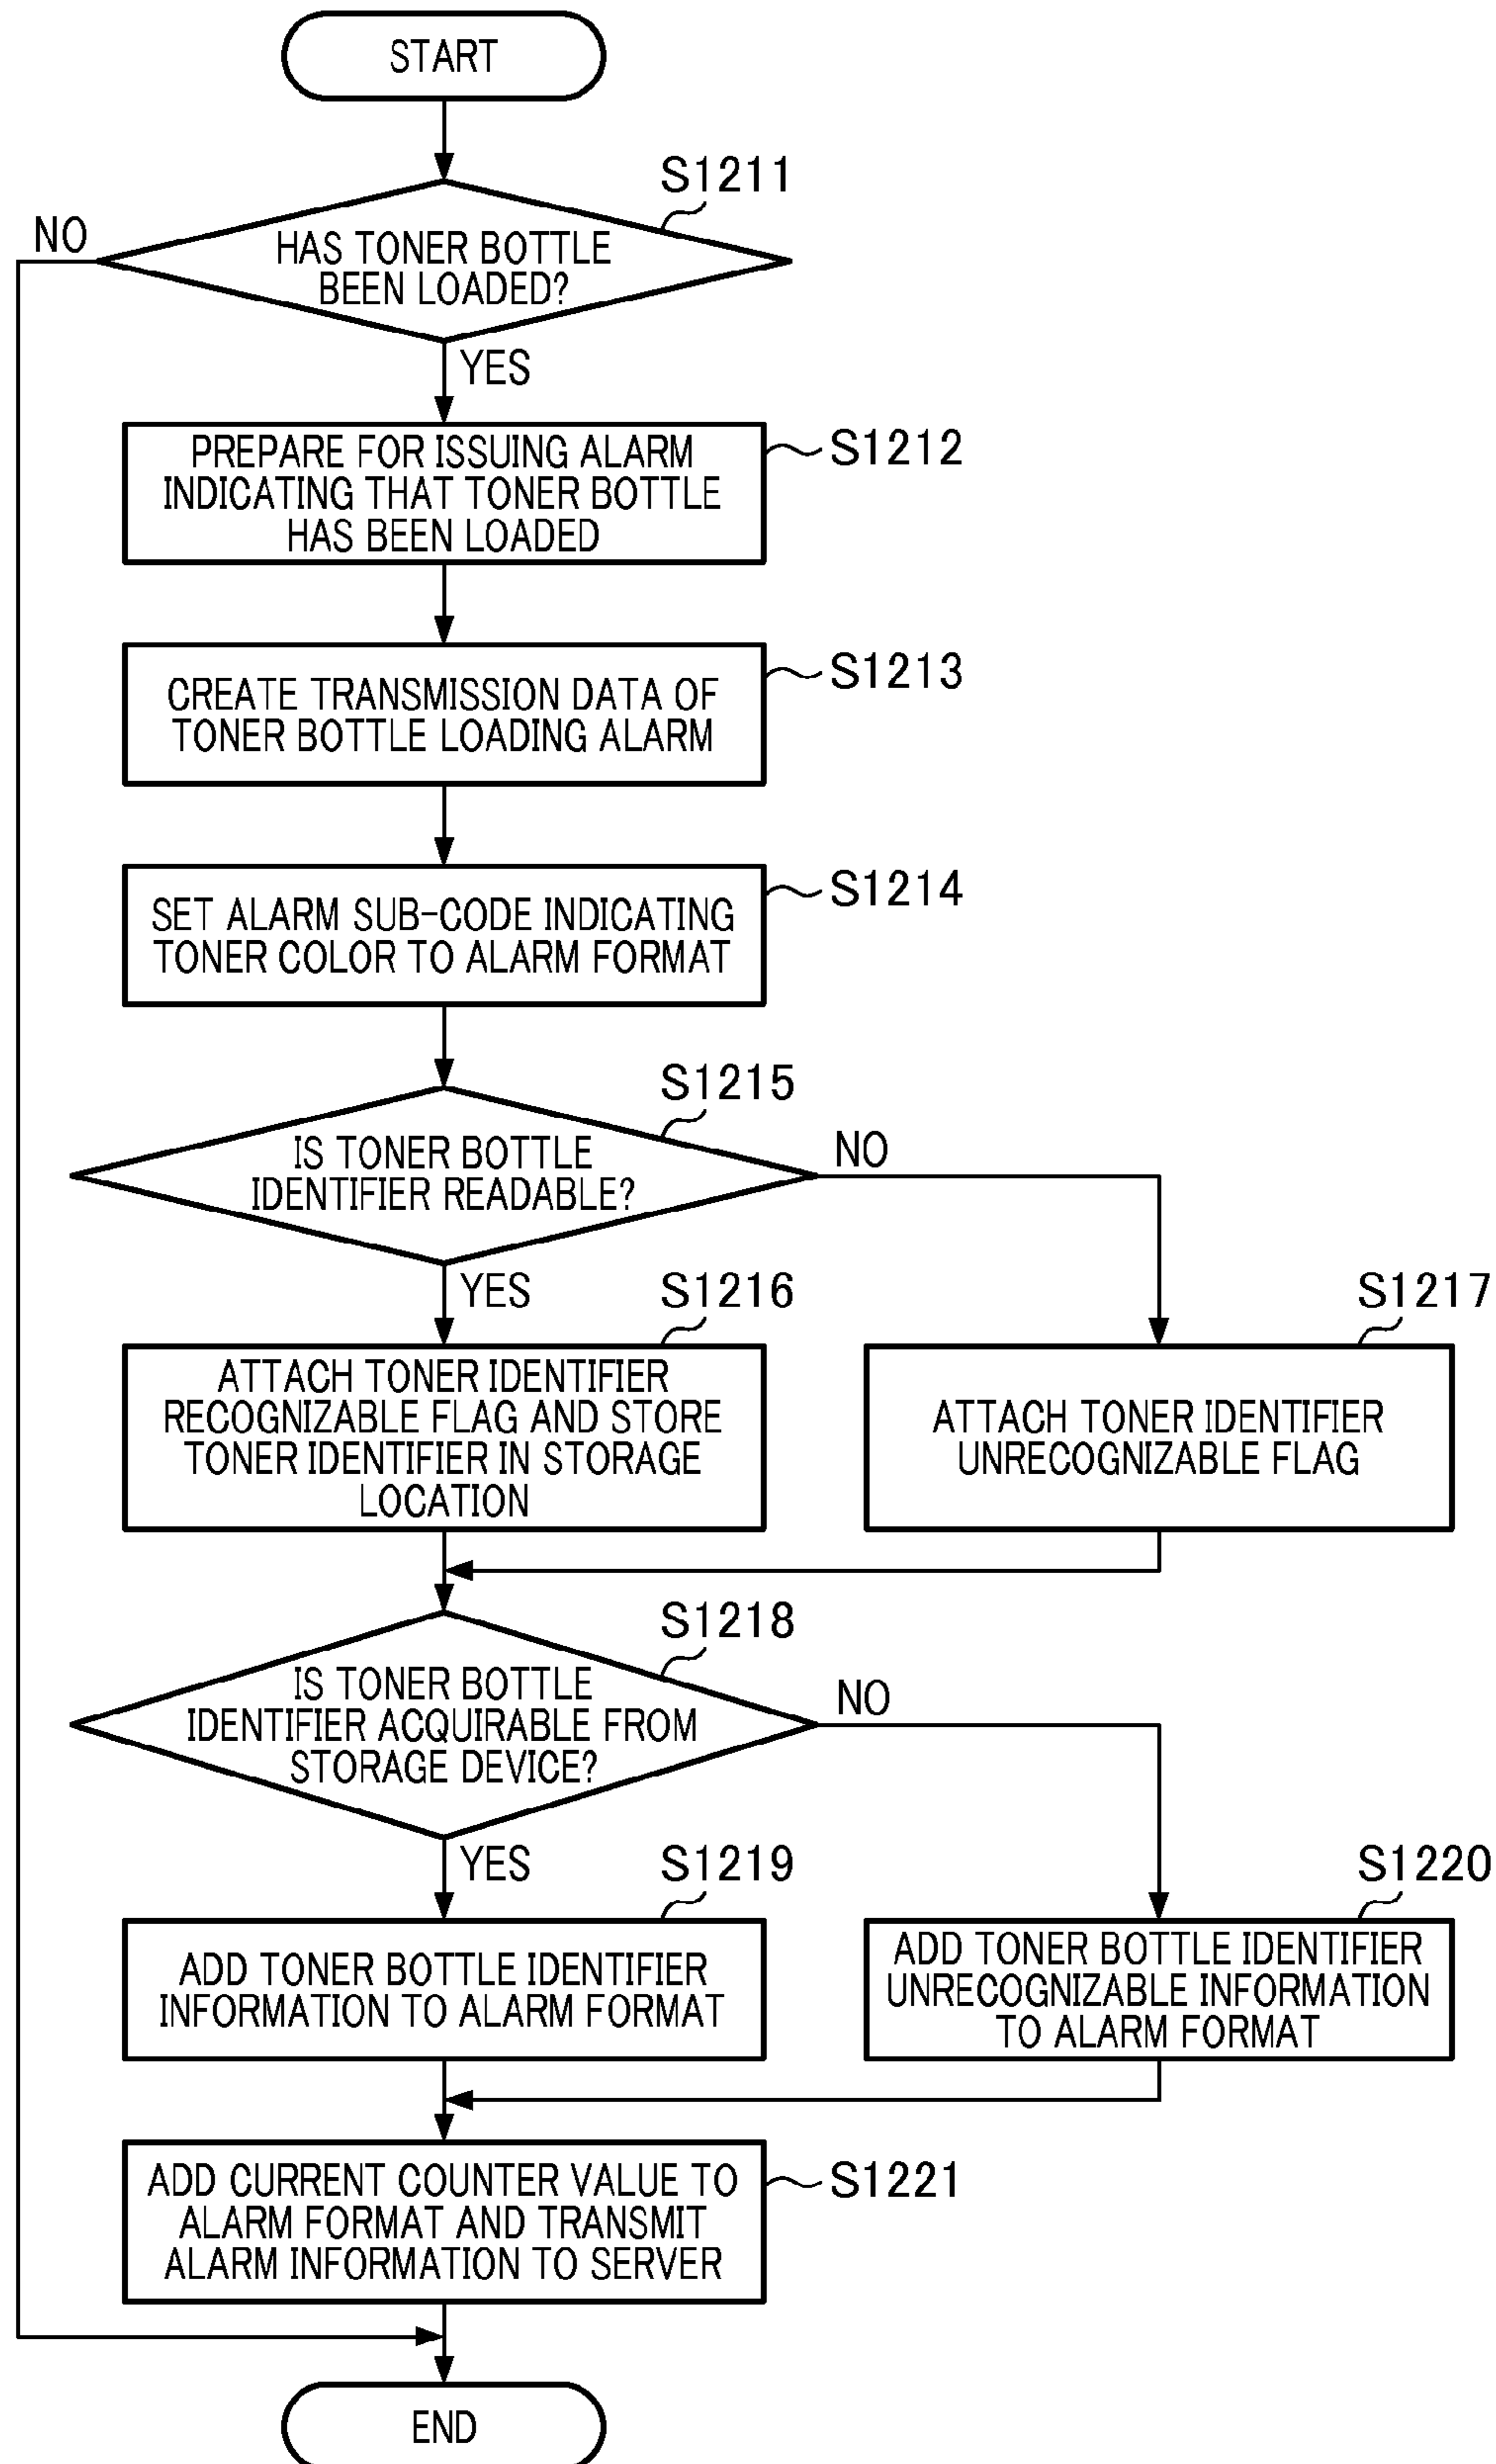 START
S1211
NO
HAS TONER BOTTLE
BEEN LOADED?
YES
PREPARE FOR ISSUING ALARM
INDICATING THAT TONER BOTTLE
HAS BEEN LOADED
S1212
CREATE TRANSMISSION DATA OF
TONER BOTTLE LOADING ALARM
S1213
SET ALARM SUB-CODE INDICATING
TONER COLOR TO ALARM FORMAT
S1214
S1215
IS TONER BOTTLE
IDENTIFIER READABLE?
NO
YES
S1216
S1217
ATTACH TONER IDENTIFIER
RECOGNIZABLE FLAG AND STORE
TONER IDENTIFIER IN STORAGE
LOCATION
ATTACH TONER IDENTIFIER
UNRECOGNIZABLE FLAG
S1218
IS TONER BOTTLE
IDENTIFIER ACQUIRABLE FROM
STORAGE DEVICE?
NO
YES
S1219
S1220
ADD TONER BOTTLE IDENTIFIER
INFORMATION TO ALARM FORMAT
ADD TONER BOTTLE IDENTIFIER
UNRECOGNIZABLE INFORMATION
TO ALARM FORMAT
ADD CURRENT COUNTER VALUE TO
ALARM FORMAT AND TRANSMIT
ALARM INFORMATION TO SERVER
S1221
END